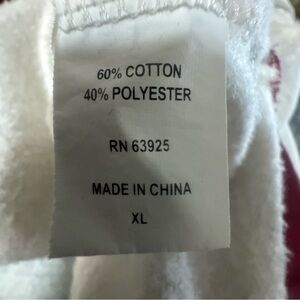 60% COTTON
40% POLYESTER
RN 63925
MADE IN CHINA
XL